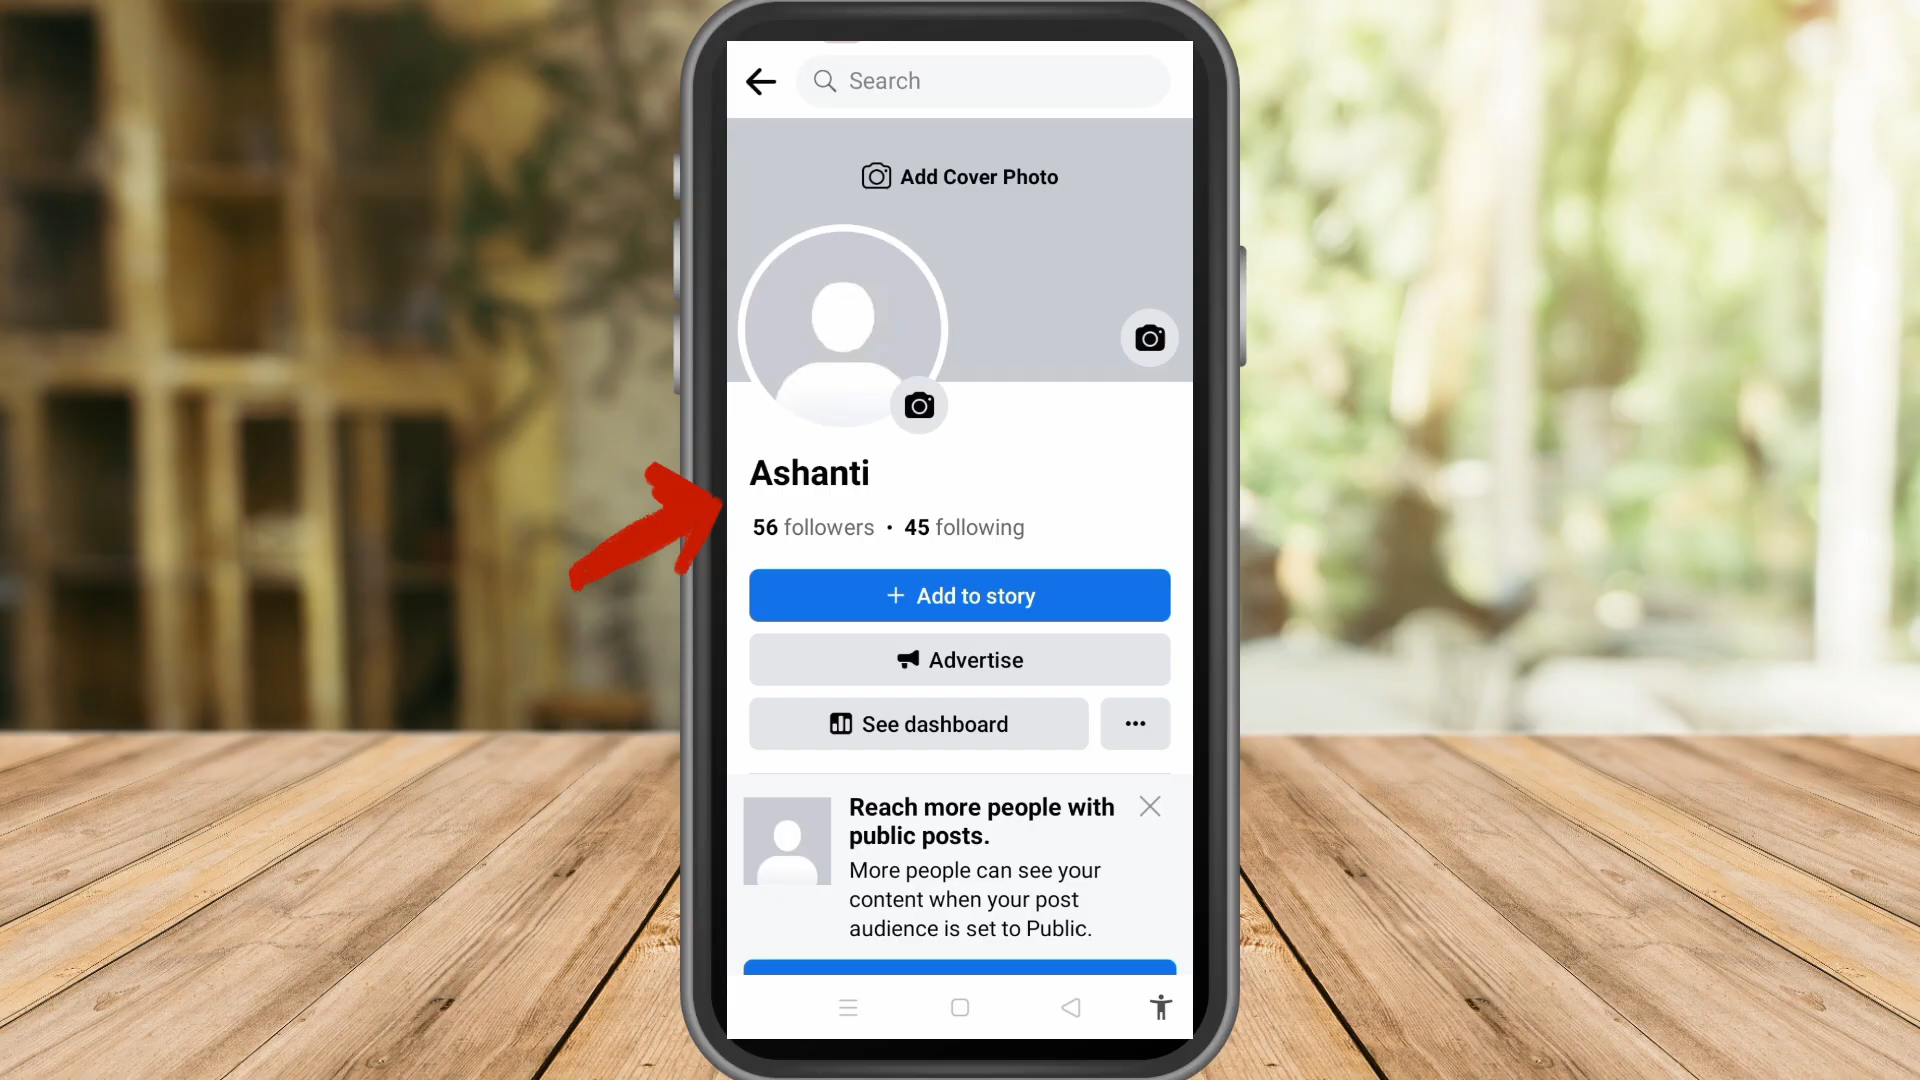 Search
Add Cover Photo
Ashanti
56 followers • 45 following
+ Add to story
Advertise
See dashboard
Reach more people with
public posts.
More people can see your
content when your post
audience is set to Public.